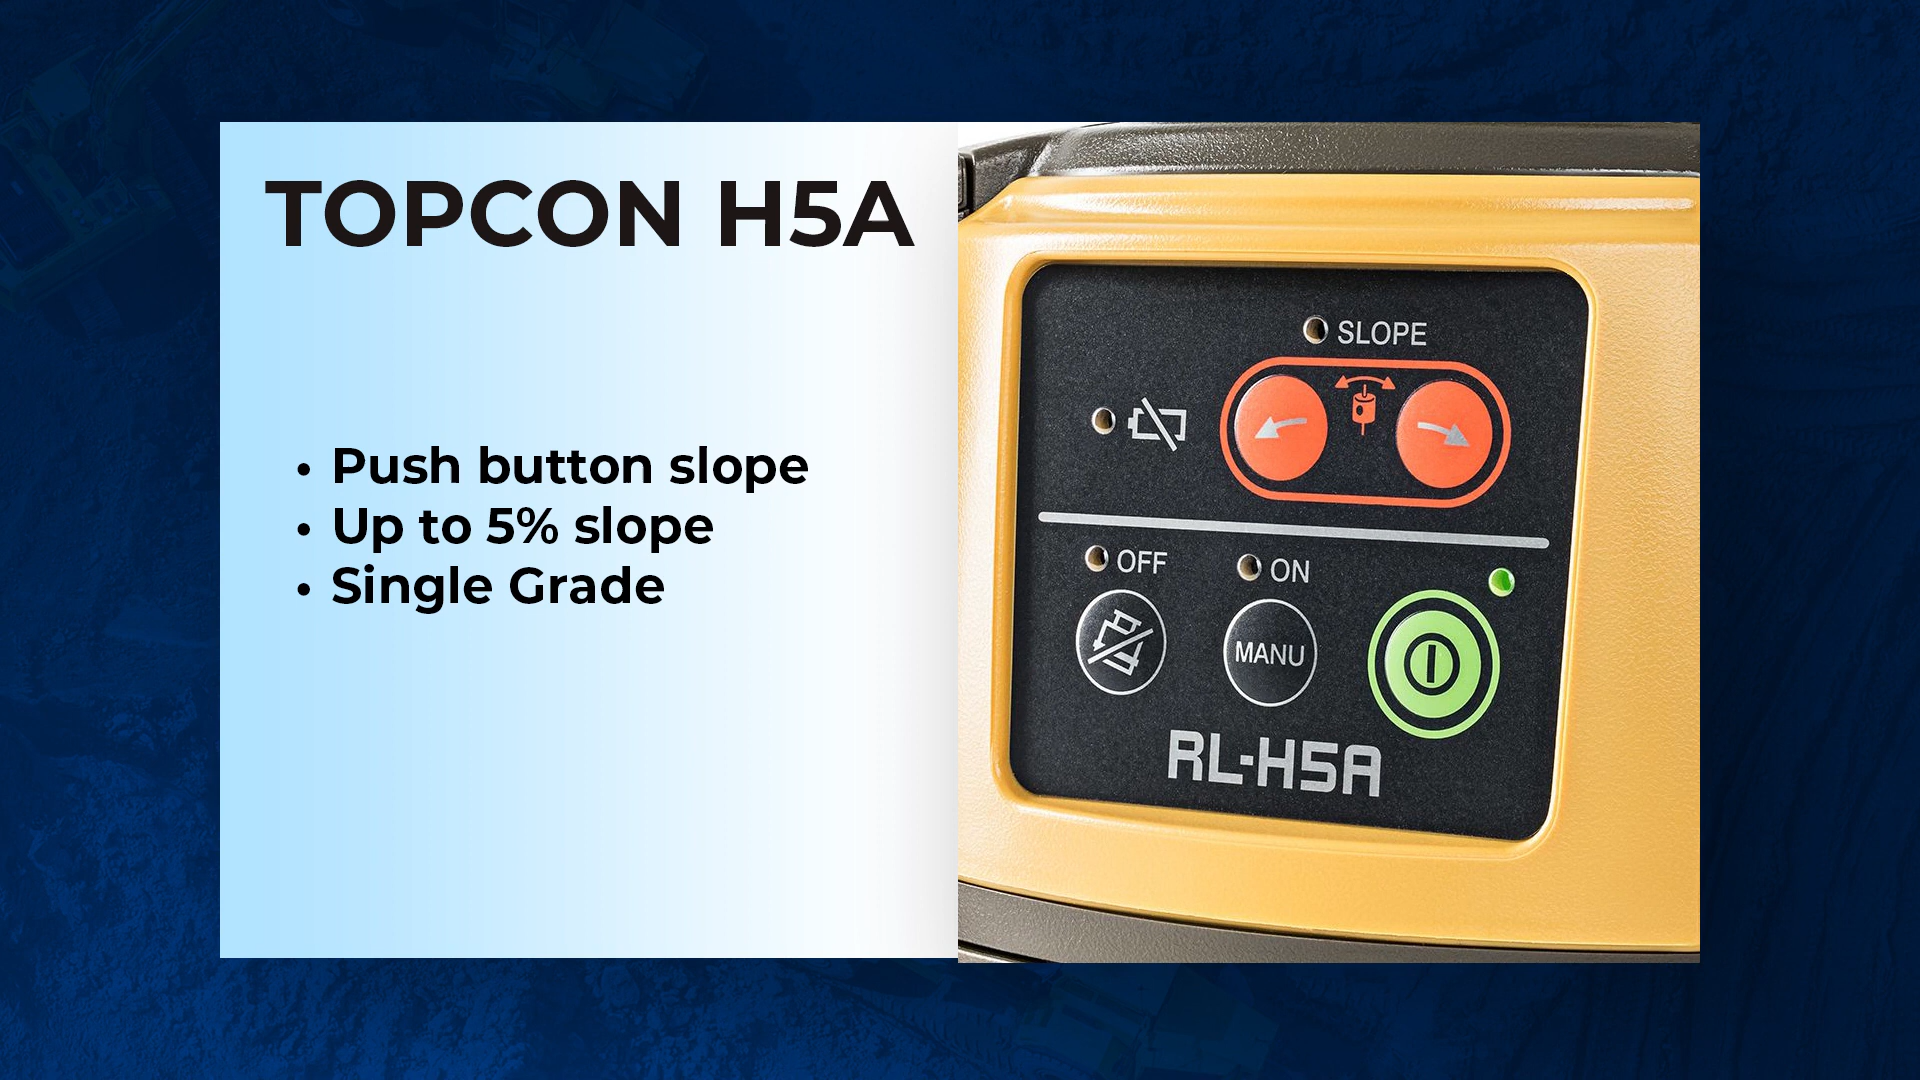 TOPCON H5A
• Push button slope
• Up to 5% slope
• Single Grade
SLOPE
OFF
ON
MANU
RL-H5A